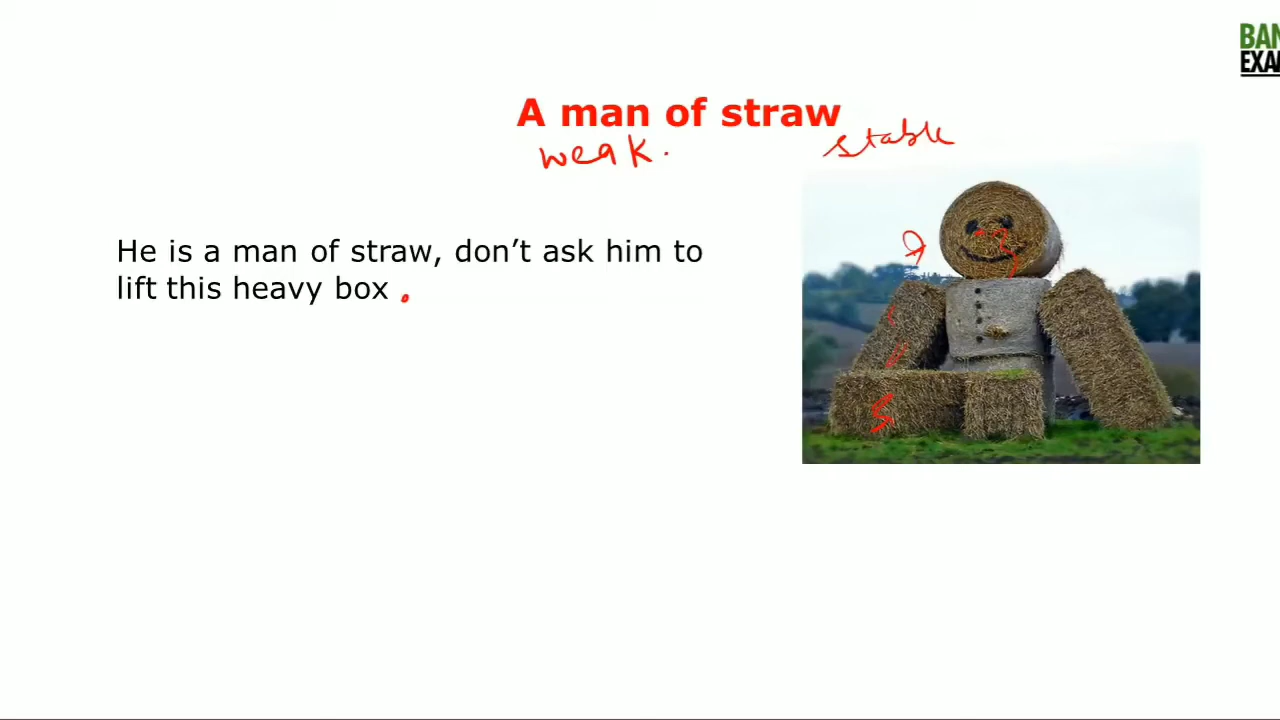 A man of straw
weak.
stable
He is a man of straw, don't ask him to
lift this heavy box .
BAN
EXA